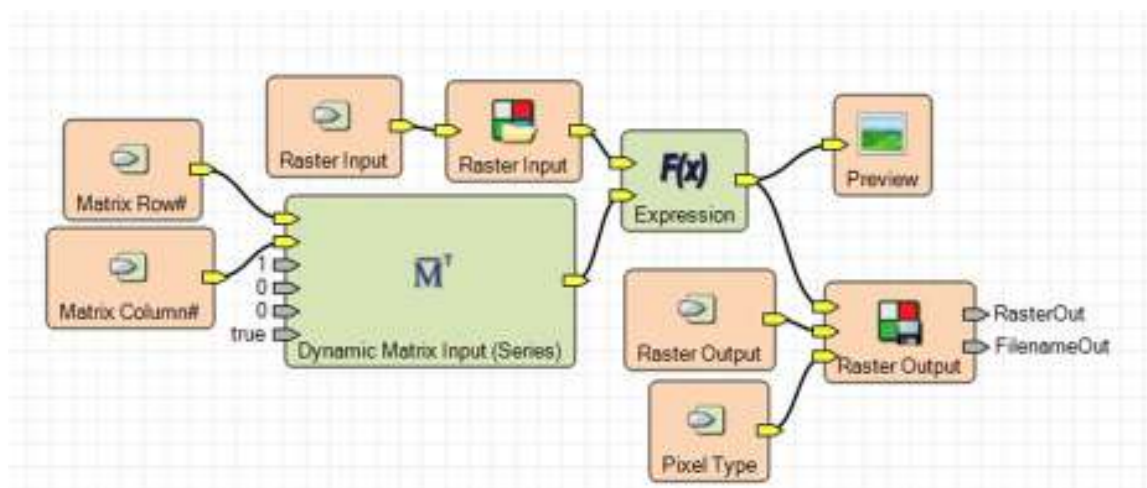 Raster Input
Raster Input
F(x)
Expression
Preview
Matrix Row#
Matrix Column#
1
0
0
true
M^T
Dynamic Matrix Input (Series)
Raster Output
Pixel Type
Raster Output
RasterOut
FilenameOut